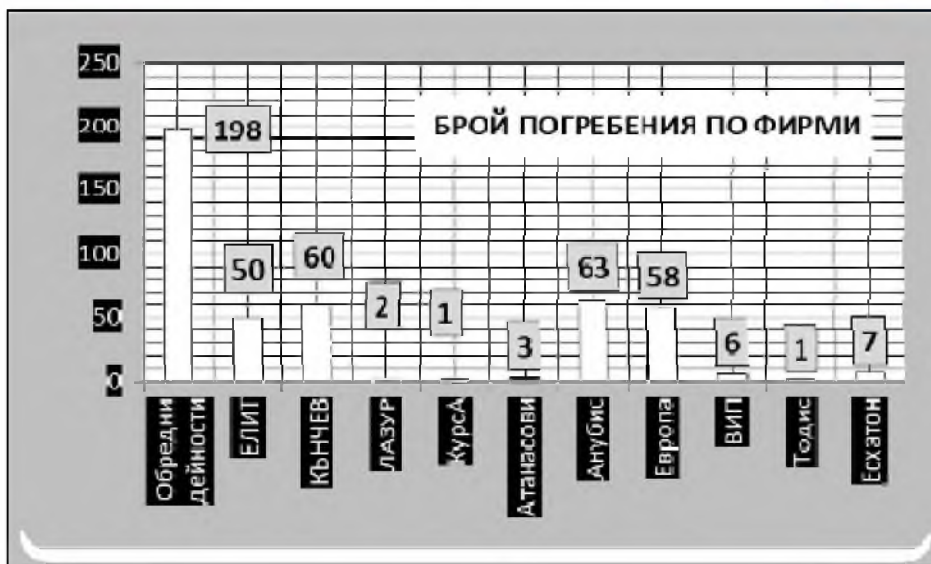 БРОЙ ПОГРЕБЕНИЯ ПО ФИРМИ
250
200
150
100
50
0
198
50
60
2
1
3
63
58
6
1
7
Обредни
дейности
ЕЛИТ
КЪНЧЕВ
ЛАЗУР
КурсА
Атанасови
Анубис
Европа
ВИП
Тодис
Есхатон